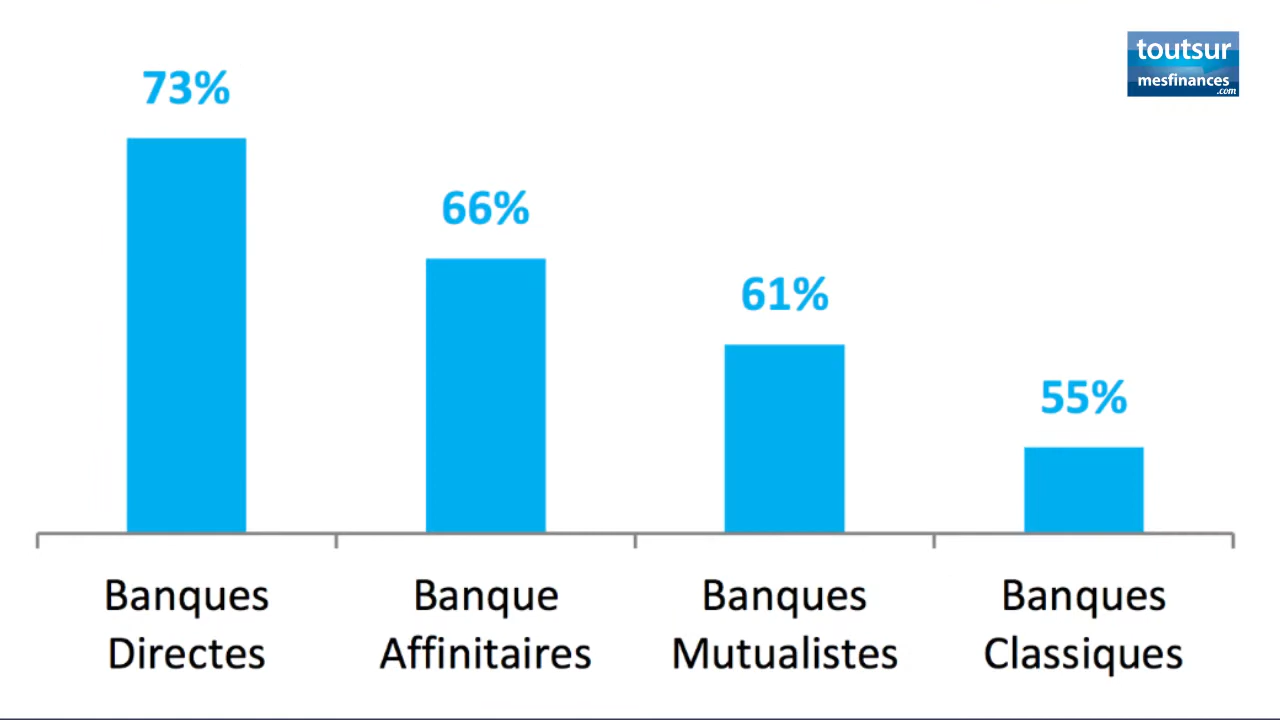 toutsur
mesfinances
.com
73%
66%
61%
55%
Banques
Directes
Banque
Affinitaires
Banques
Mutualistes
Banques
Classiques